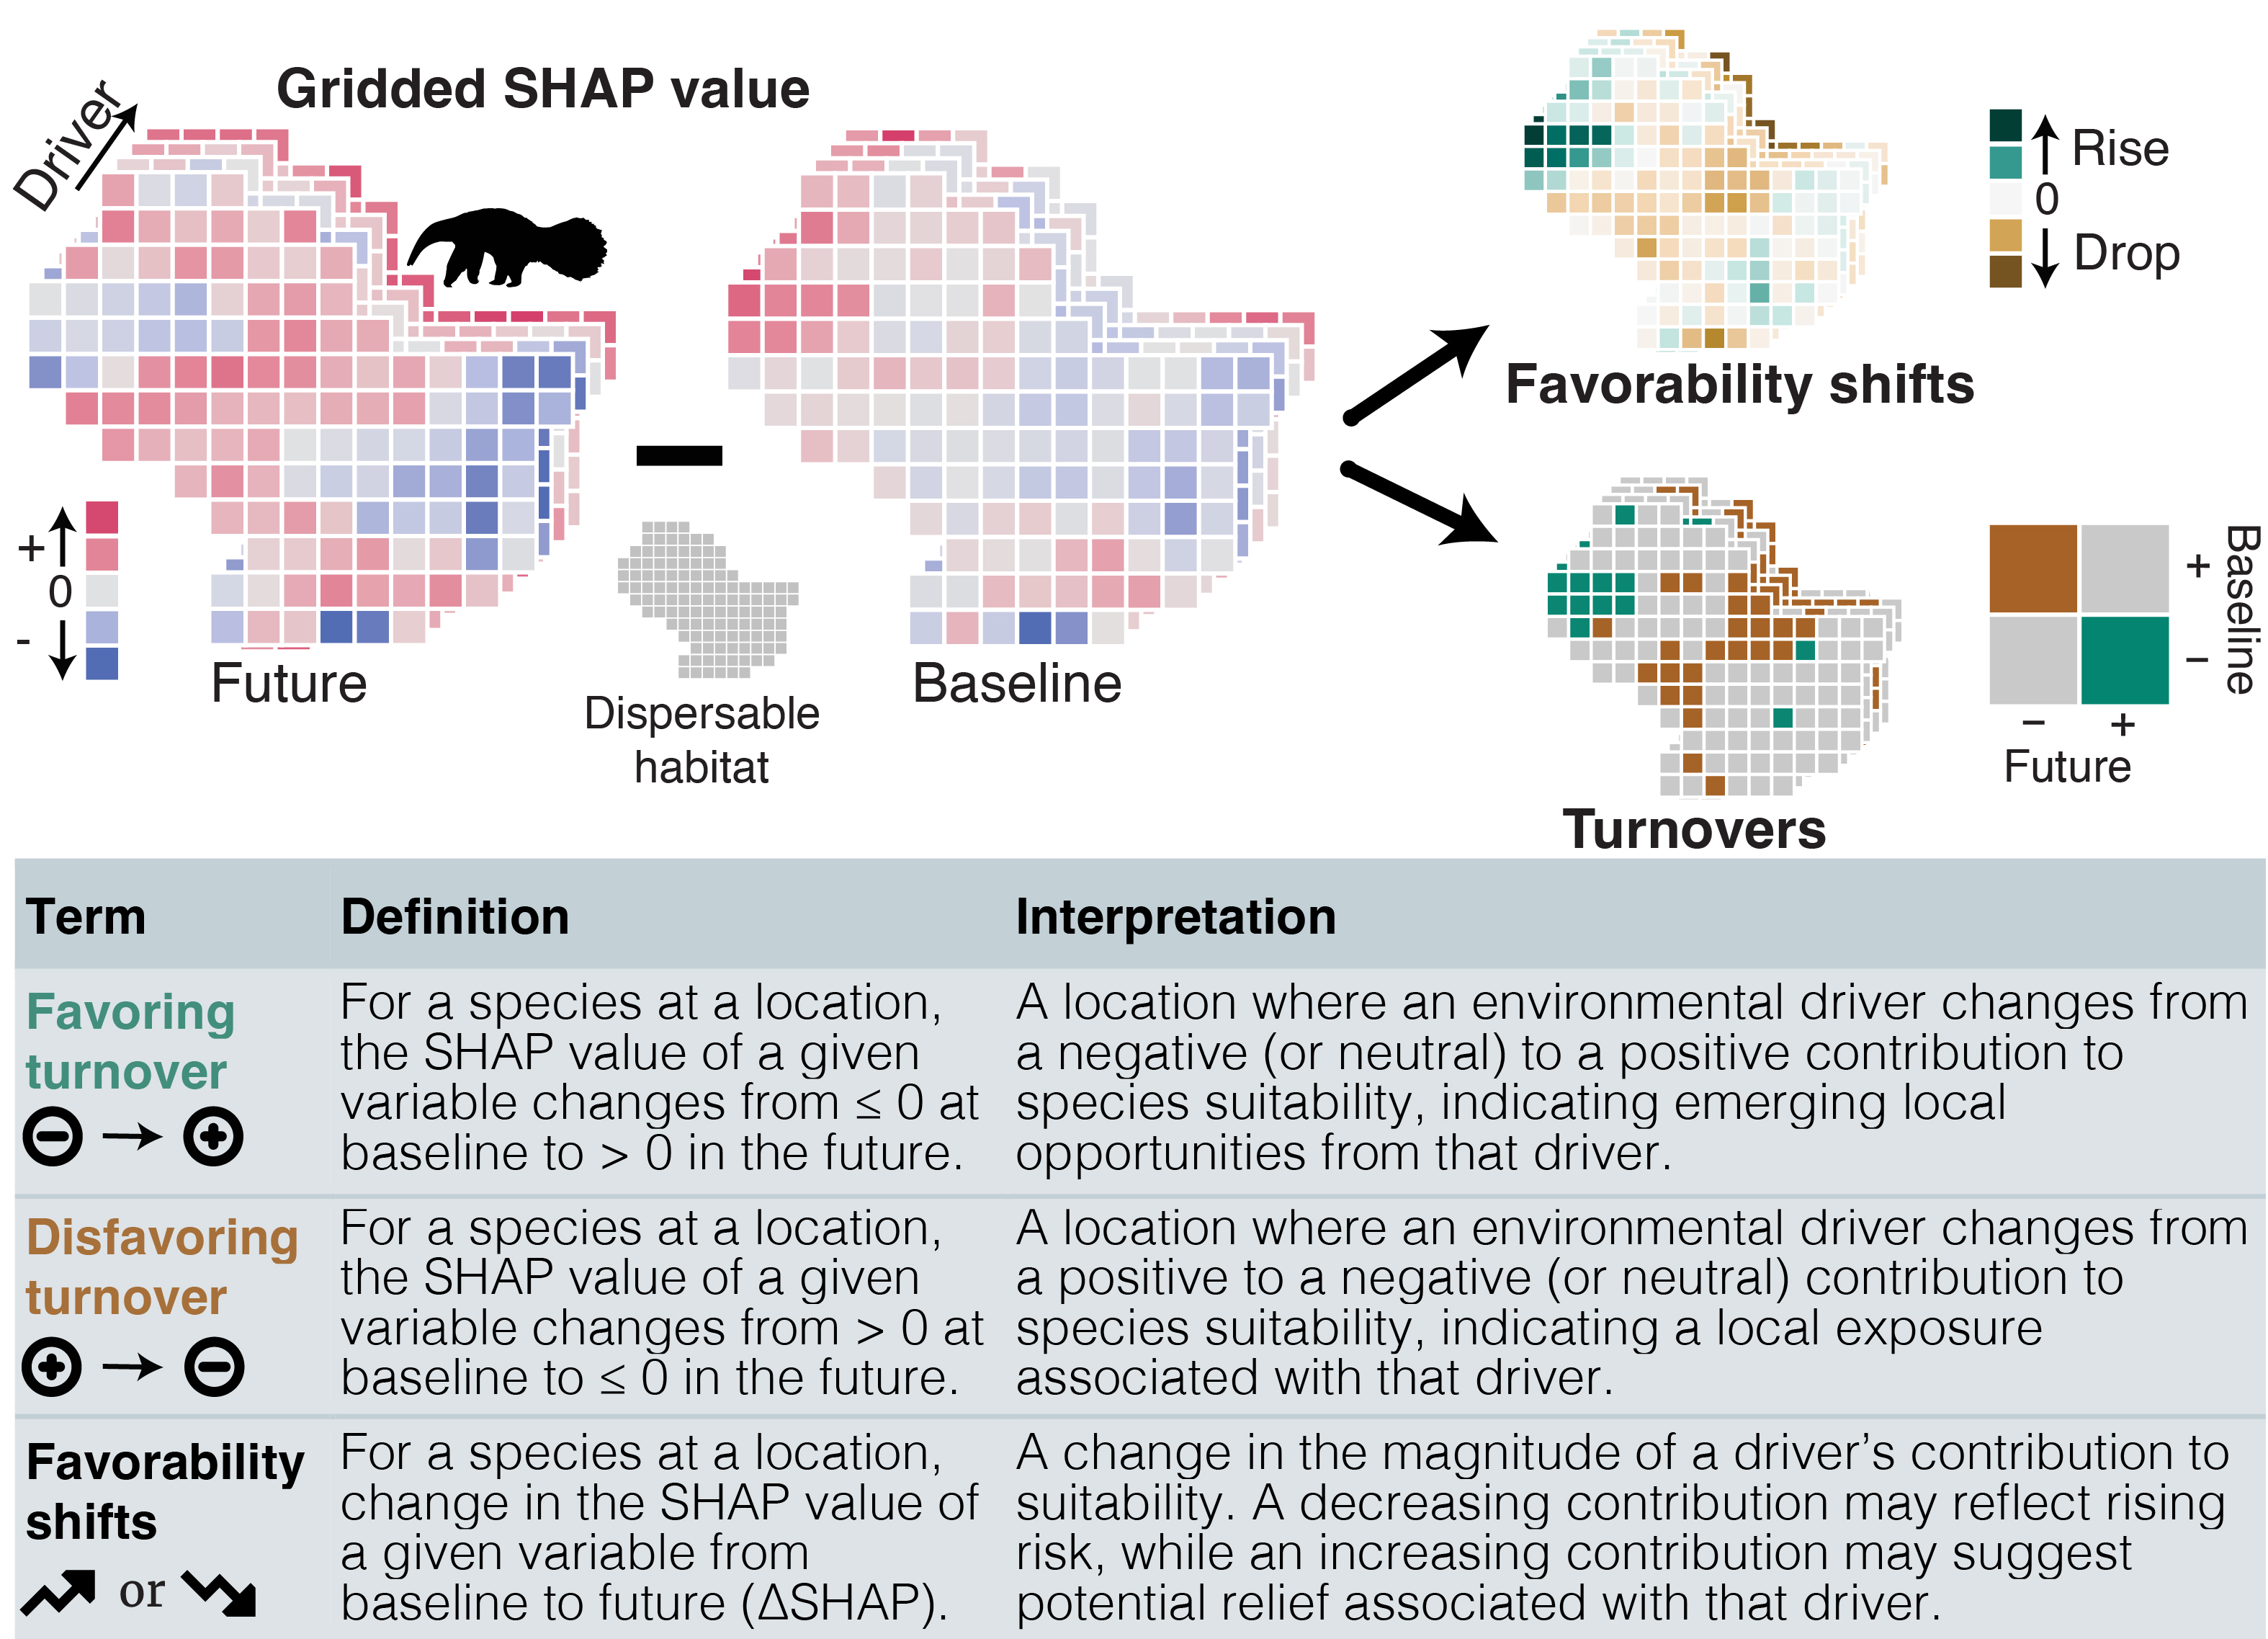 Gridded SHAP value
Driver
+
0
-
Future
Dispersable
habitat
Baseline
Rise
0
Drop
Favorability shifts
Baseline
+
−
− +
Future
Turnovers
Term Definition Interpretation
Favoring
turnover
For a species at a location,
the SHAP value of a given
variable changes from ≤ 0 at
baseline to > 0 in the future.
A location where an environmental driver changes from
a negative (or neutral) to a positive contribution to
species suitability, indicating emerging local
opportunities from that driver.
Disfavoring
turnover
For a species at a location,
the SHAP value of a given
variable changes from > 0 at
baseline to ≤ 0 in the future.
A location where an environmental driver changes from
a positive to a negative (or neutral) contribution to
species suitability, indicating a local exposure
associated with that driver.
Favorability
shifts
or
For a species at a location,
change in the SHAP value of
a given variable from
baseline to future (ΔSHAP).
A change in the magnitude of a driver’s contribution to
suitability. A decreasing contribution may reflect rising
risk, while an increasing contribution may suggest
potential relief associated with that driver.